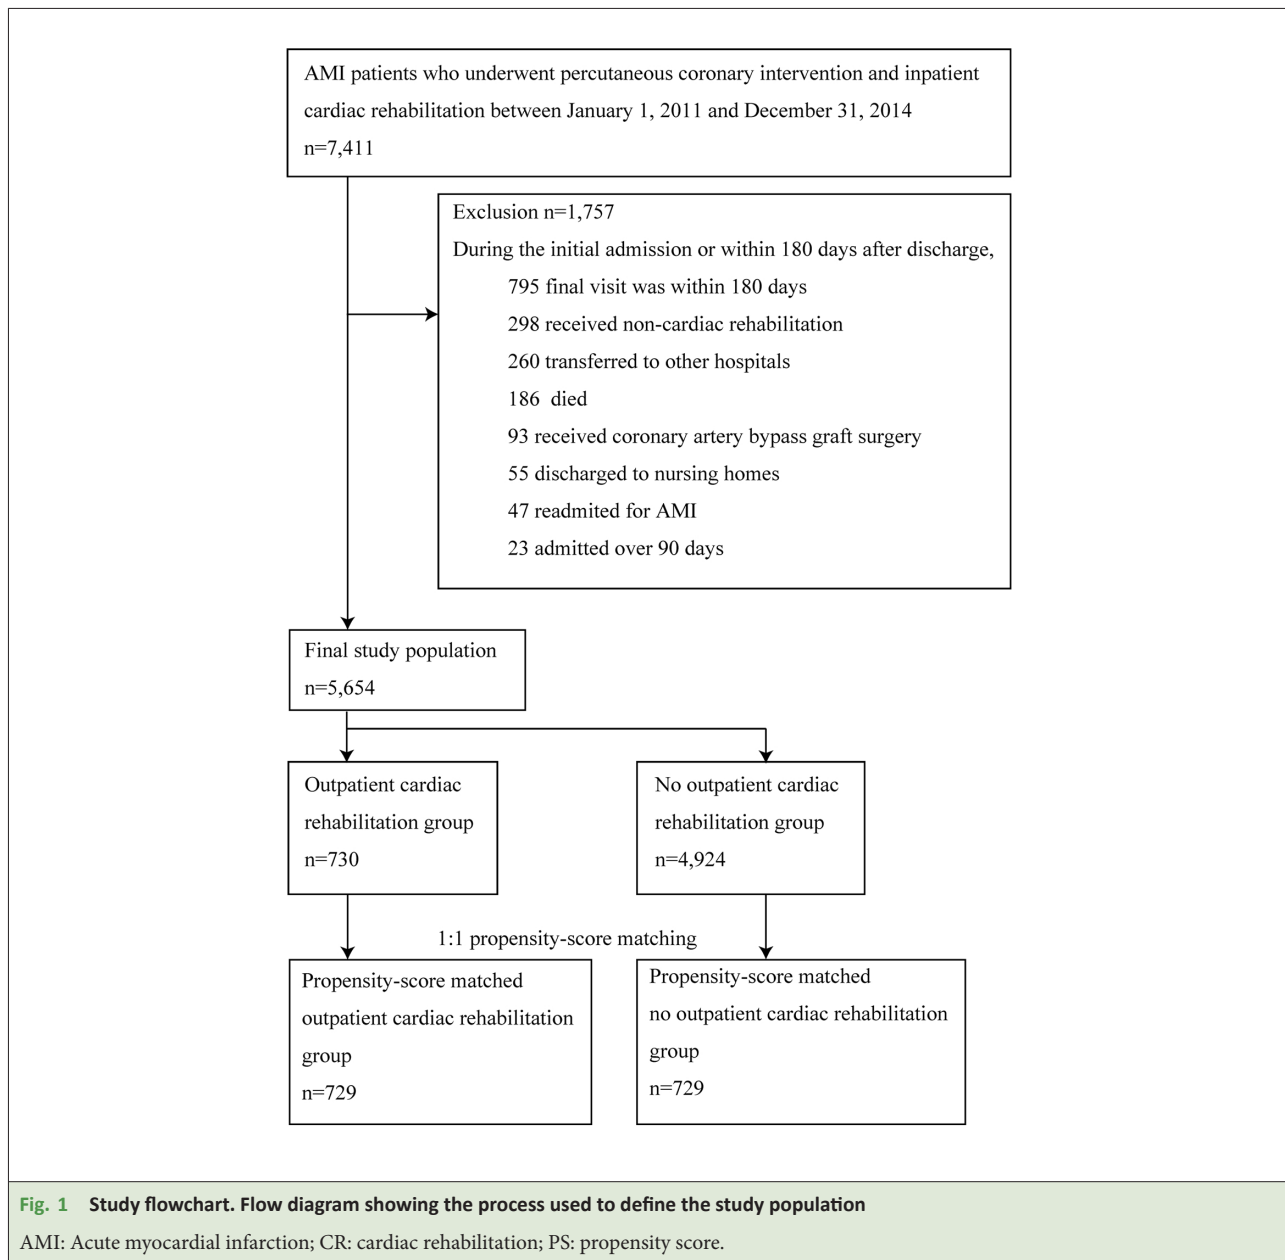 AMI patients who underwent percutaneous coronary intervention and inpatient
cardiac rehabilitation between January 1, 2011 and December 31, 2014
n=7,411
Exclusion n=1,757
During the initial admission or within 180 days after discharge,
795 final visit was within 180 days
298 received non-cardiac rehabilitation
260 transferred to other hospitals
186 died
93 received coronary artery bypass graft surgery
55 discharged to nursing homes
47 readmited for AMI
23 admitted over 90 days
Final study population
n=5,654
Outpatient cardiac
rehabilitation group
n=730
No outpatient cardiac
rehabilitation group
n=4,924
1:1 propensity-score matching
Propensity-score matched
outpatient cardiac rehabilitation
group
n=729
Propensity-score matched
no outpatient cardiac rehabilitation
group
n=729
Fig. 1 Study flowchart. Flow diagram showing the process used to define the study population
AMI: Acute myocardial infarction; CR: cardiac rehabilitation; PS: propensity score.